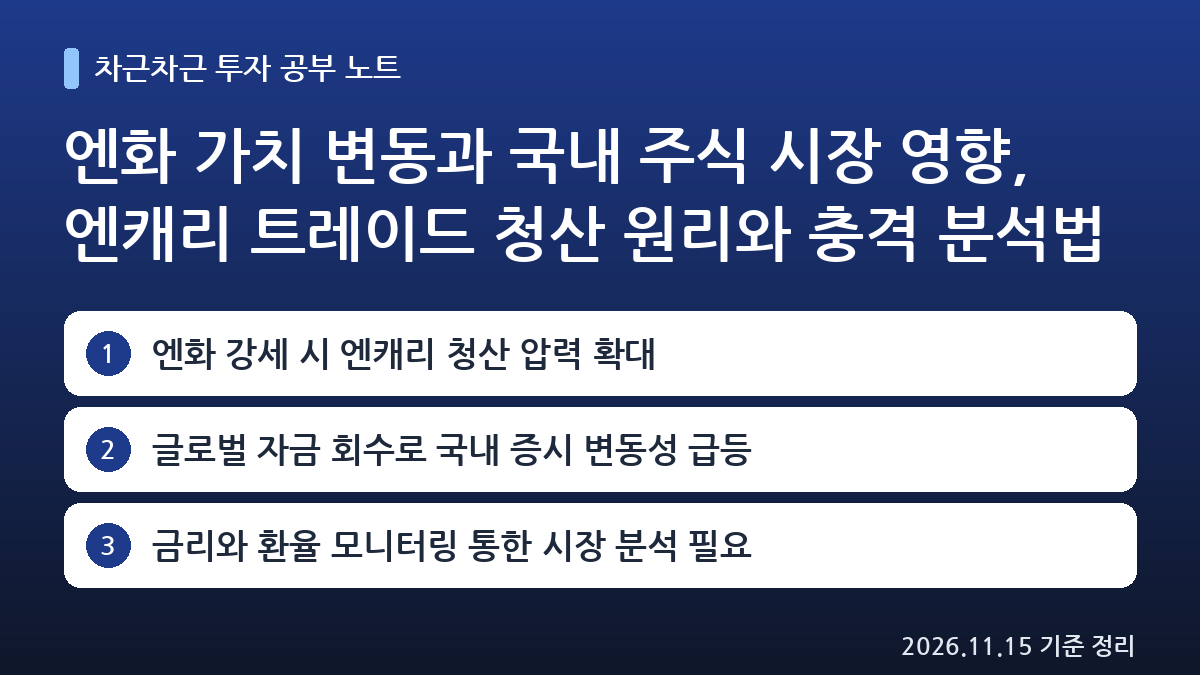 차근차근 투자 공부 노트
엔화 가치 변동과 국내 주식 시장 영향,
엔캐리 트레이드 청산 원리와 충격 분석법
1 엔화 강세 시 엔캐리 청산 압력 확대
2 글로벌 자금 회수로 국내 증시 변동성 급등
3 금리와 환율 모니터링 통한 시장 분석 필요
2026.11.15 기준 정리